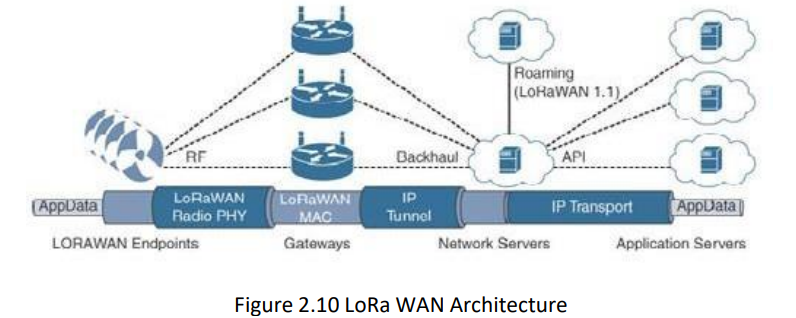 Roaming
(LoRaWAN 1.1)
RF
Backhaul
API
AppData
LoRaWAN
Radio PHY
LoRaWAN
MAC
IP
Tunnel
IP Transport
AppData
LORAWAN Endpoints
Gateways
Network Servers
Application Servers
Figure 2.10 LoRa WAN Architecture